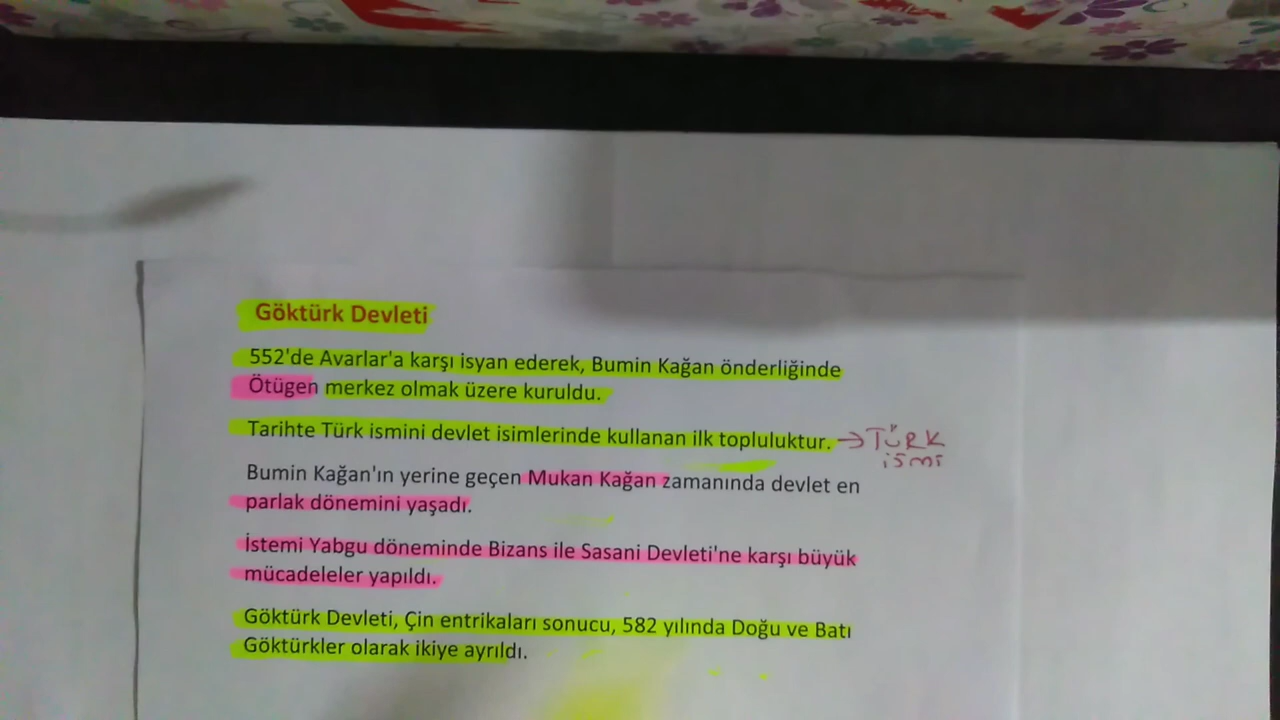 Göktürk Devleti
552'de Avarlar'a karşı isyan ederek, Bumin Kağan önderliğinde
Ötügen merkez olmak üzere kuruldu.
Tarihte Türk ismini devlet isimlerinde kullanan ilk topluluktur. → TÜRK
ismi
Bumin Kağan'ın yerine geçen Mukan Kağan zamanında devlet en
parlak dönemini yaşadı.
İstemi Yabgu döneminde Bizans ile Sasani Devleti'ne karşı büyük
mücadeleler yapıldı.
Göktürk Devleti, Çin entrikaları sonucu, 582 yılında Doğu ve Batı
Göktürkler olarak ikiye ayrıldı.